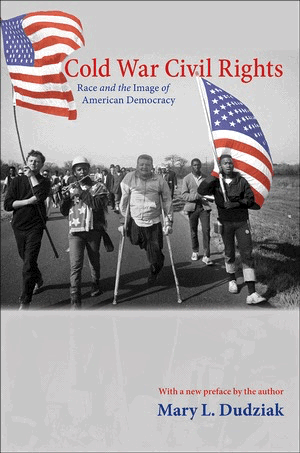 Cold War Civil Rights
Race and the Image of
American Democracy
With a new preface by the author
Mary L. Dudziak